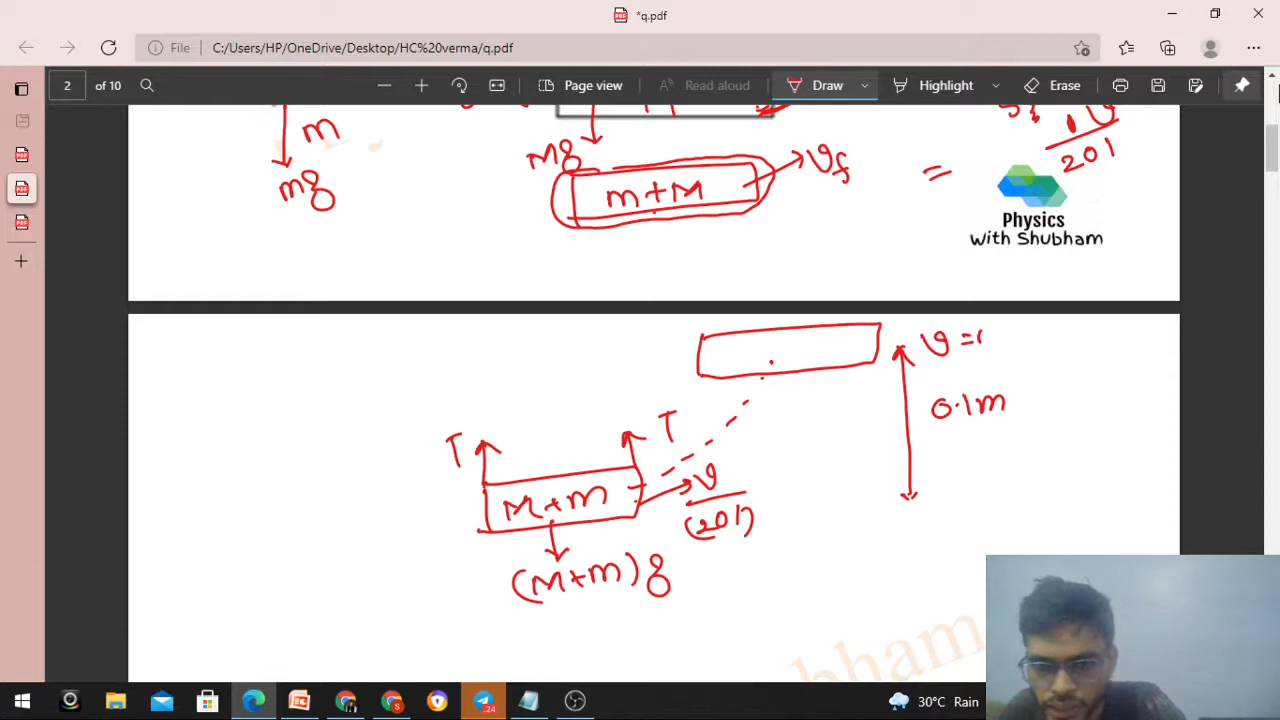 *q.pdf
File C:/Users/HP/OneDrive/Desktop/HC%20verma/q.pdf
2 of 10 Page view Read aloud Draw Highlight Erase
m
mg
Mg
m+M
vf
=
201
Physics
With Shubham
v =
0.1m
T
T
M+m
v
(201)
(M+m)g
24
30°C Rain